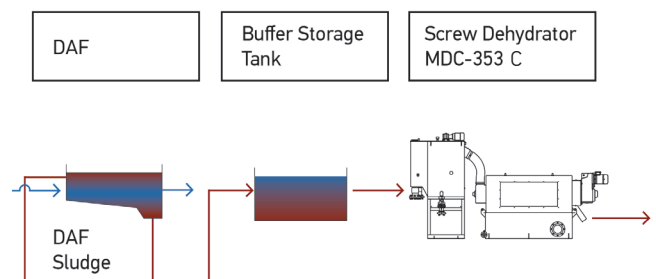 DAF
Buffer Storage
Tank
Screw Dehydrator
MDC-353 C
DAF
Sludge